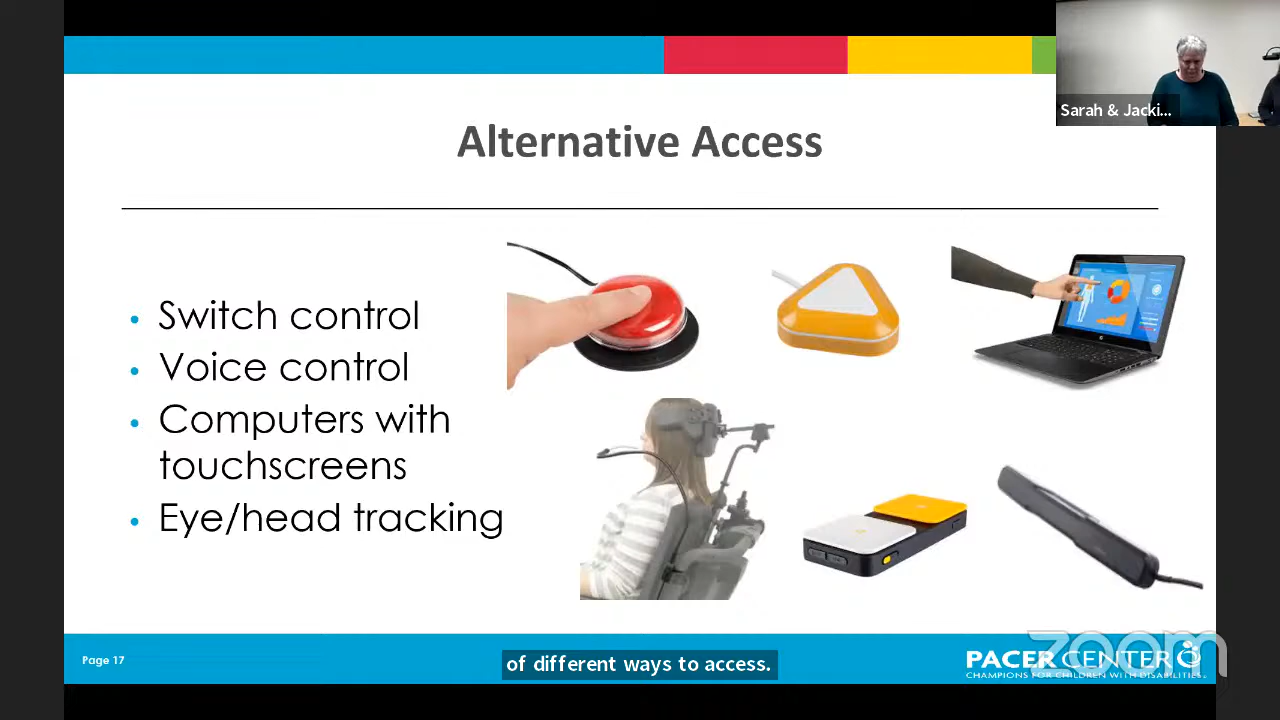 Sarah & Jacki...
Alternative Access
• Switch control
• Voice control
• Computers with
touchscreens
• Eye/head tracking
Page 17
of different ways to access.
PACER CENTER
CHAMPIONS FOR CHILDREN WITH DISABILITIES
zoom